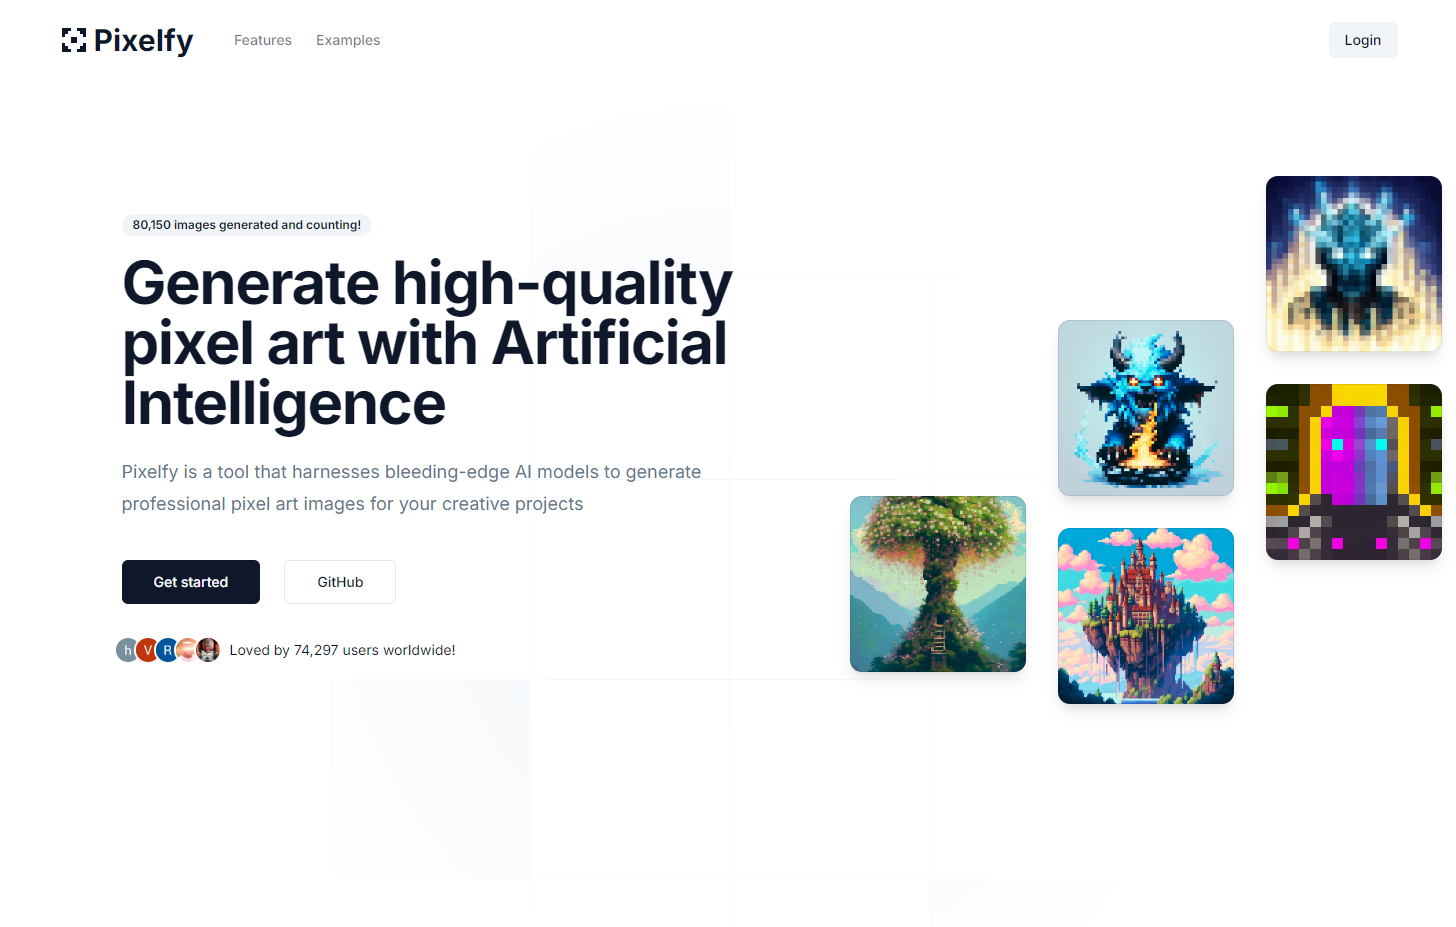 Pixelfy
Features
Examples
Login
80,150 images generated and counting!
Generate high-quality
pixel art with Artificial
Intelligence
Pixelfy is a tool that harnesses bleeding-edge AI models to generate
professional pixel art images for your creative projects
Get started
GitHub
h
V
R
Loved by 74,297 users worldwide!